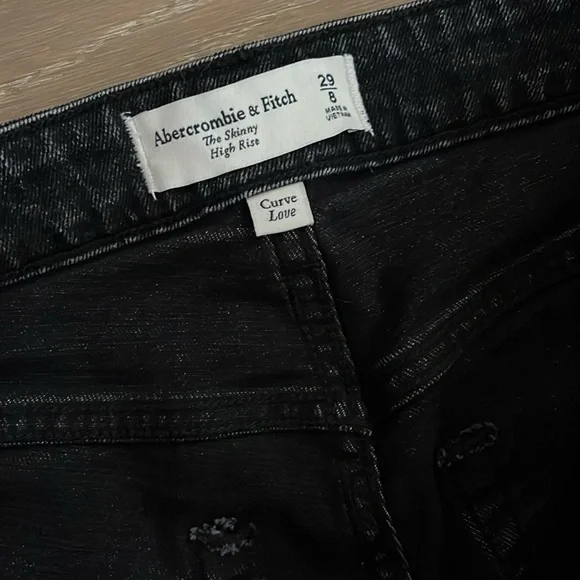 Abercrombie & Fitch
The Skinny
High Rise
29
8
MADE IN
VIETNAM
Curve
Love